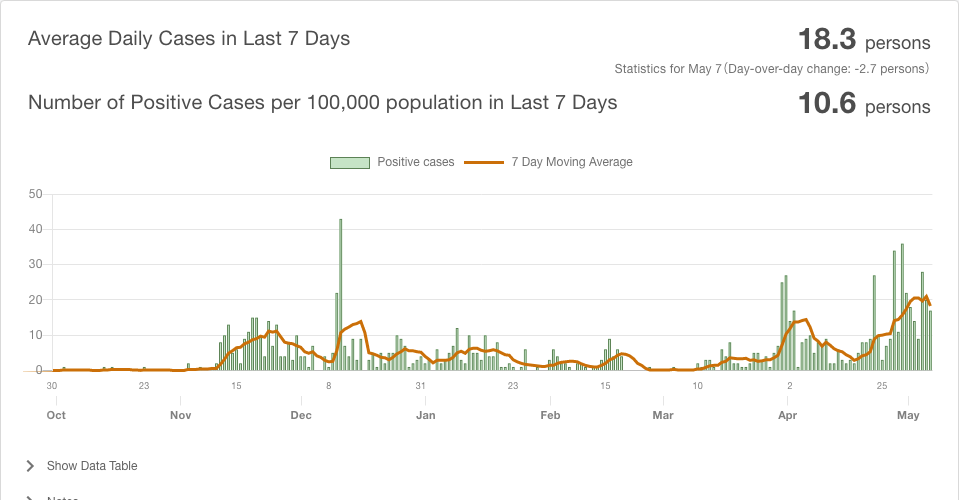 Average Daily Cases in Last 7 Days
18.3 persons
Statistics for May 7 (Day-over-day change: -2.7 persons)
Number of Positive Cases per 100,000 population in Last 7 Days
10.6 persons
Positive cases 7 Day Moving Average
50
40
30
20
10
0
30 23 15 8 31 23 15 10 2 25
Oct Nov Dec Jan Feb Mar Apr May
Show Data Table
Notes